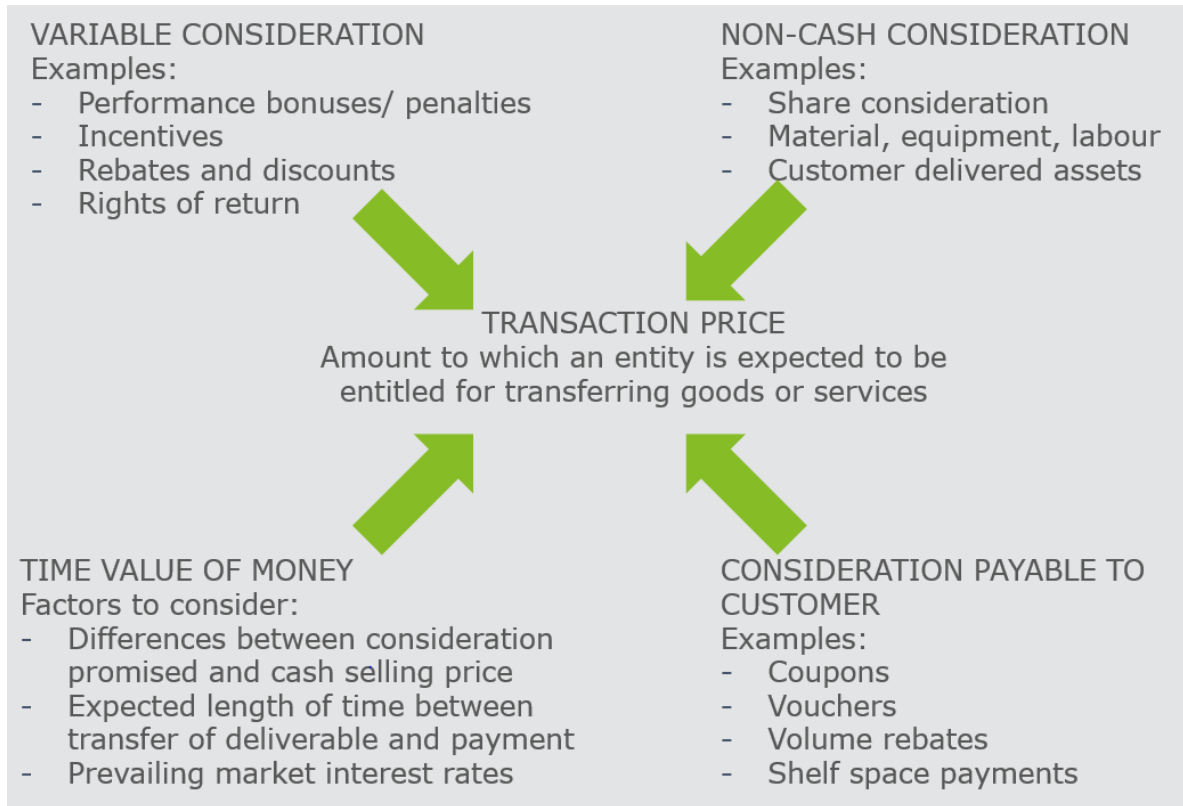 VARIABLE CONSIDERATION
Examples:
- Performance bonuses/ penalties
- Incentives
- Rebates and discounts
- Rights of return
NON-CASH CONSIDERATION
Examples:
- Share consideration
- Material, equipment, labour
- Customer delivered assets
TRANSACTION PRICE
Amount to which an entity is expected to be
entitled for transferring goods or services
TIME VALUE OF MONEY
Factors to consider:
- Differences between consideration
promised and cash selling price
- Expected length of time between
transfer of deliverable and payment
- Prevailing market interest rates
CONSIDERATION PAYABLE TO
CUSTOMER
Examples:
- Coupons
- Vouchers
- Volume rebates
- Shelf space payments